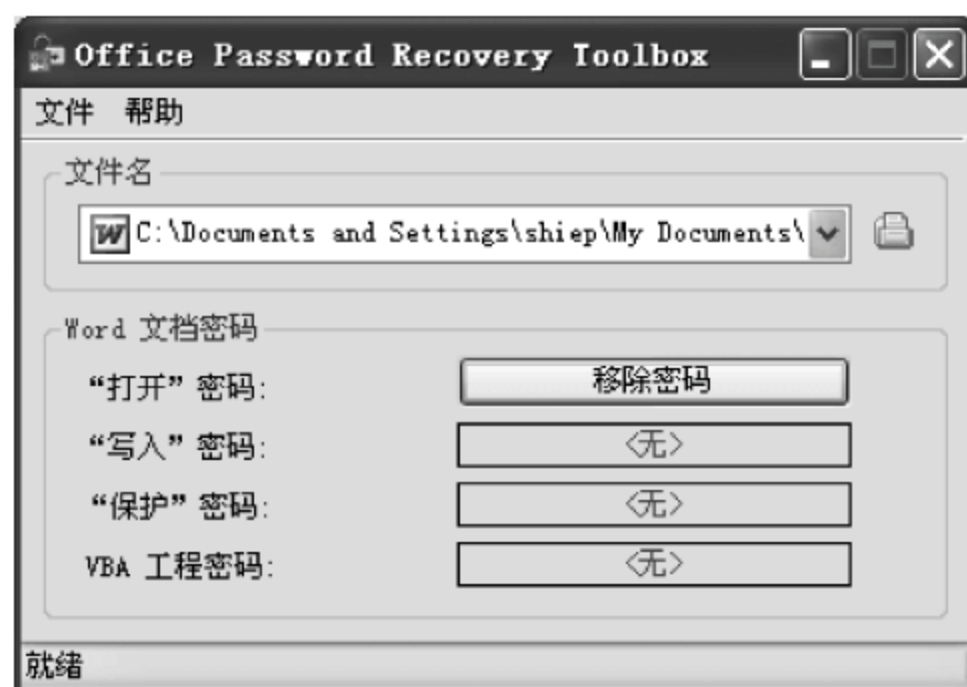 Office Password Recovery Toolbox
文件 帮助
文件名
C:\Documents and Settings\shiep\My Documents\
Word 文档密码
“打开”密码: 移除密码
“写入”密码: <无>
“保护”密码: <无>
VBA 工程密码: <无>
就绪